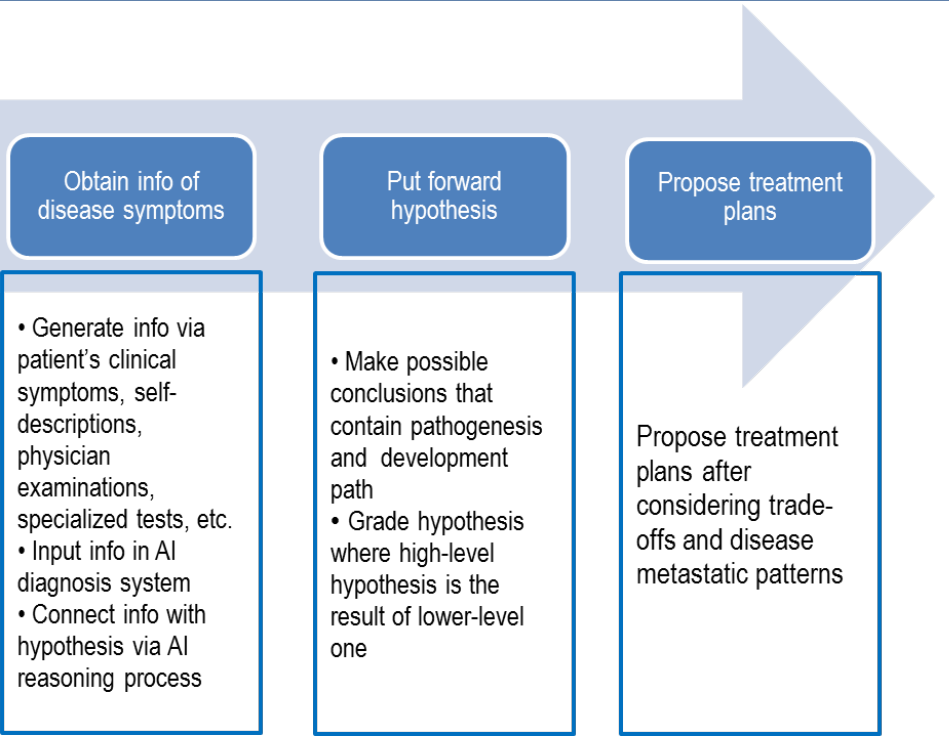 Obtain info of
disease symptoms
• Generate info via
patient’s clinical
symptoms, self-
descriptions,
physician
examinations,
specialized tests, etc.
• Input info in AI
diagnosis system
• Connect info with
hypothesis via AI
reasoning process
Put forward
hypothesis
• Make possible
conclusions that
contain pathogenesis
and development
path
• Grade hypothesis
where high-level
hypothesis is the
result of lower-level
one
Propose treatment
plans
Propose treatment
plans after
considering trade-
offs and disease
metastatic patterns